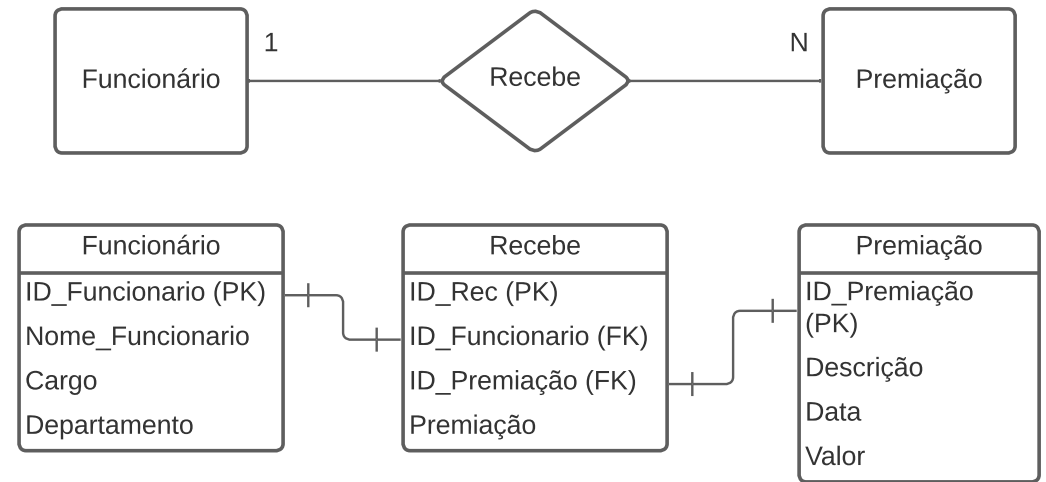 Funcionário
1
Recebe
N
Premiação
Funcionário
ID_Funcionario (PK)
Nome_Funcionario
Cargo
Departamento
Recebe
ID_Rec (PK)
ID_Funcionario (FK)
ID_Premiação (FK)
Premiação
Premiação
ID_Premiação
(PK)
Descrição
Data
Valor